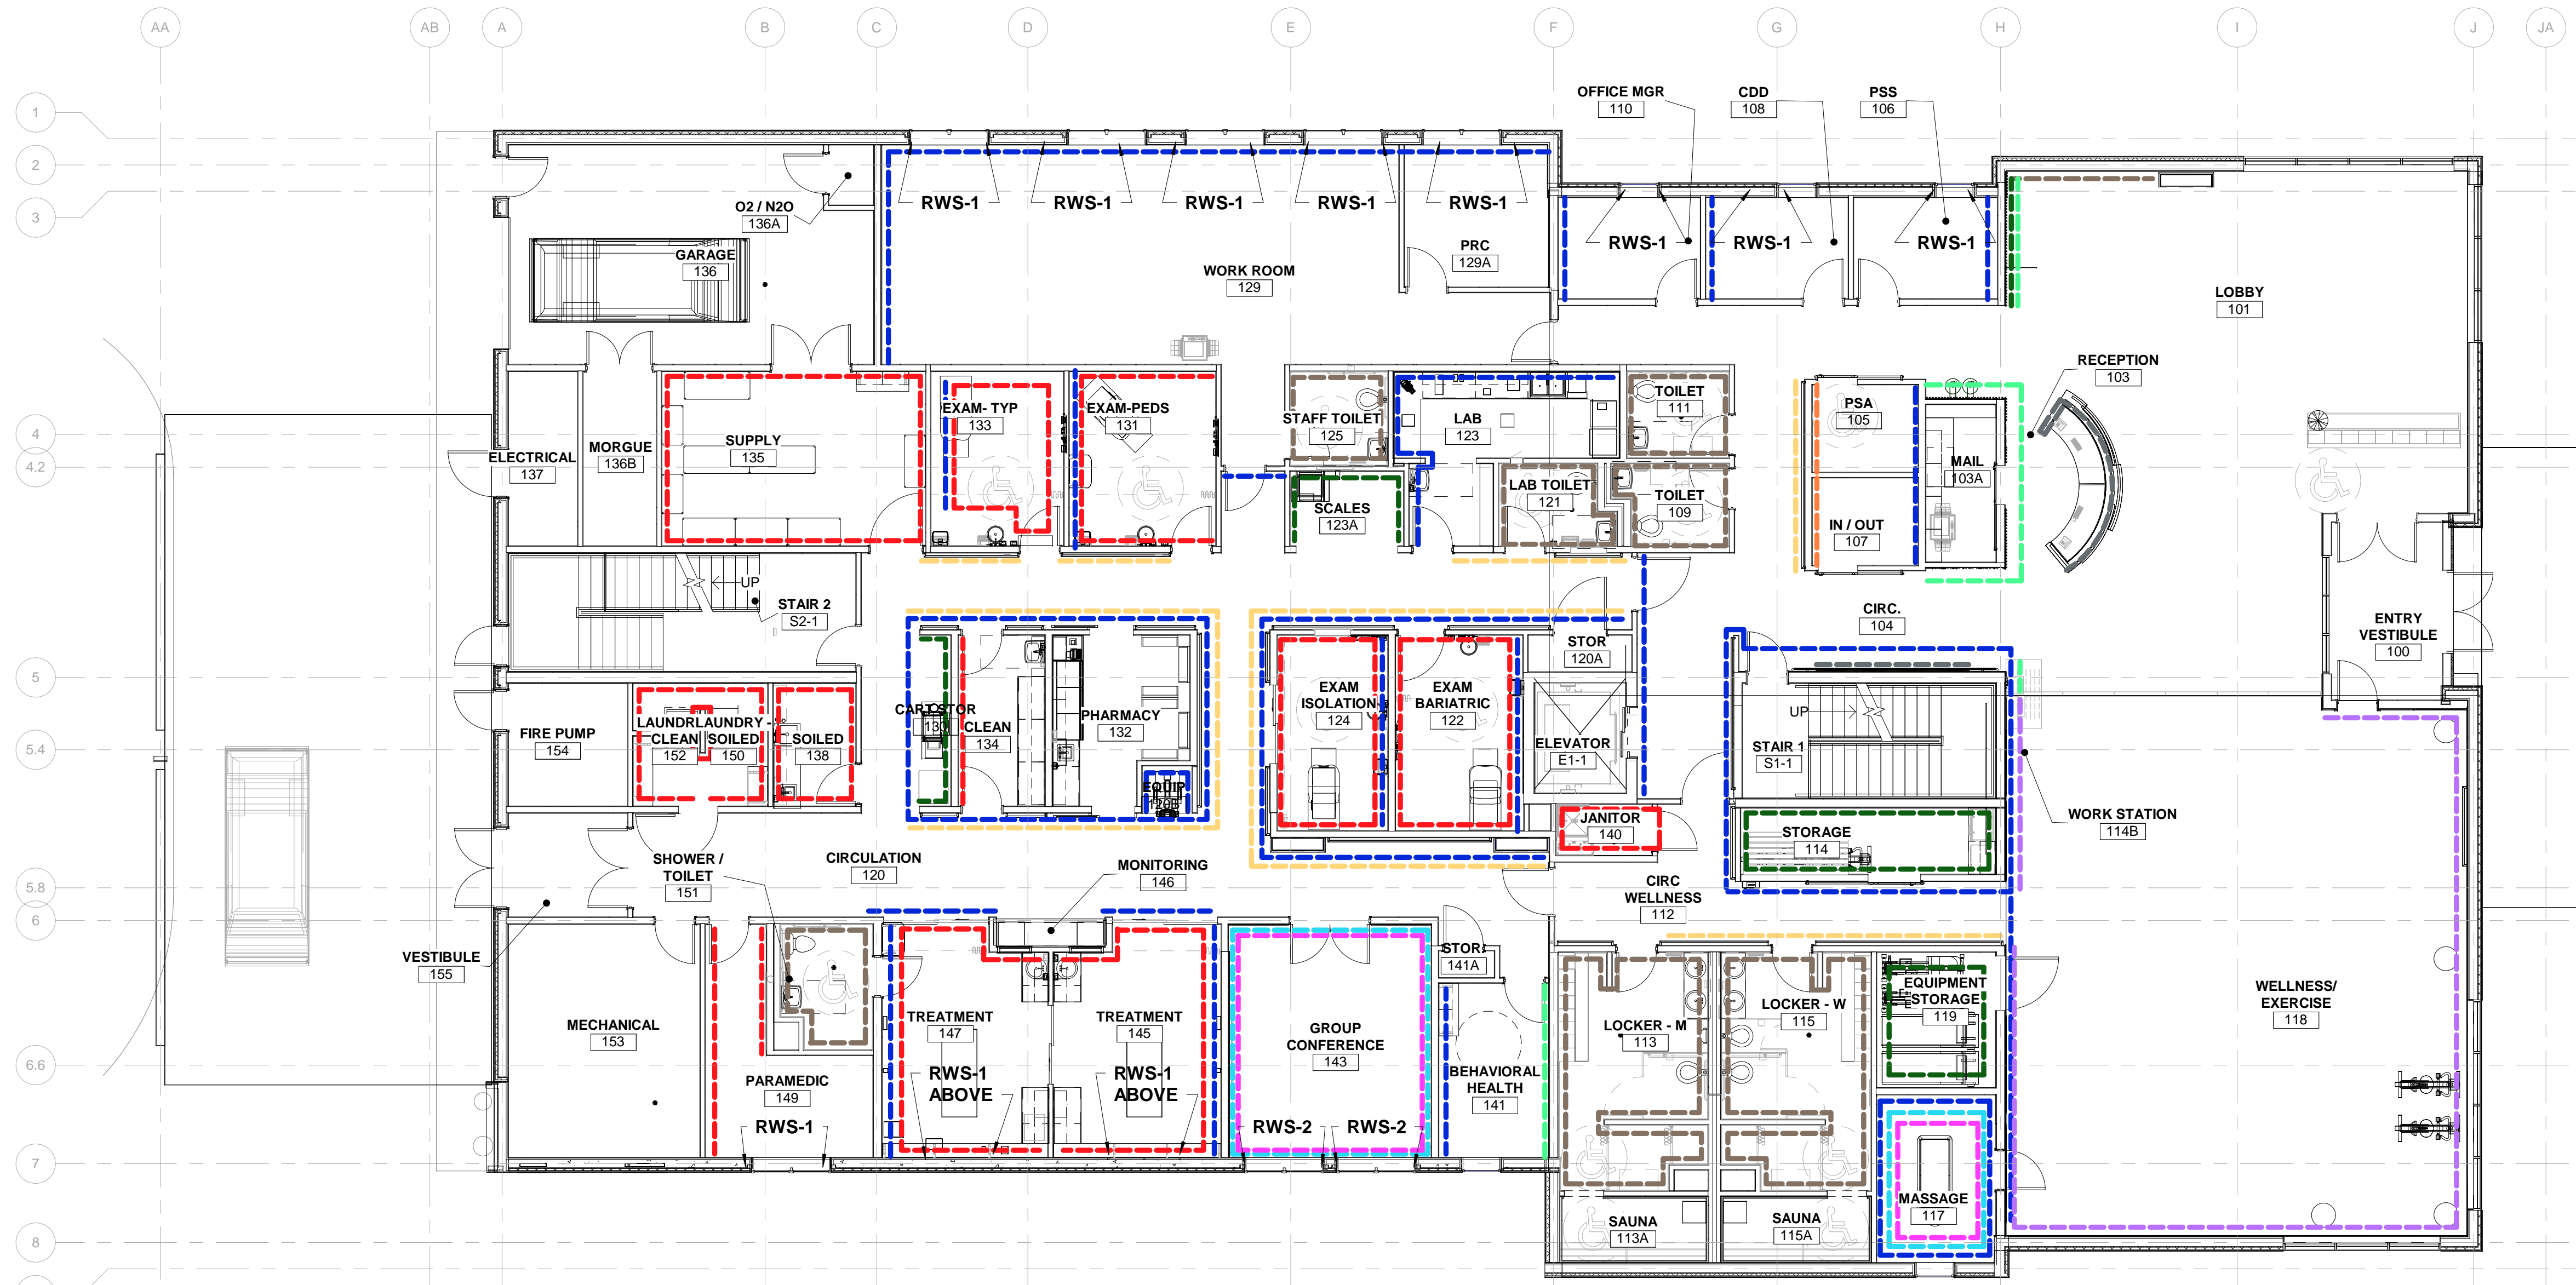 AA
AB
A
B
C
D
E
F
G
H
I
J
JA
1
2
3
4
4.2
5
5.4
5.8
6
6.6
7
8
OFFICE MGR
110
CDD
108
PSS
106
O2 / N2O
136A
GARAGE
136
RWS-1
RWS-1
RWS-1
RWS-1
RWS-1
RWS-1
RWS-1
RWS-1
PRC
129A
WORK ROOM
129
LOBBY
101
RECEPTION
103
ELECTRICAL
137
MORGUE
136B
SUPPLY
135
EXAM- TYP
133
EXAM-PEDS
131
STAFF TOILET
125
LAB
123
TOILET
111
PSA
105
MAIL
103A
SCALES
123A
LAB TOILET
121
TOILET
109
IN / OUT
107
UP
STAIR 2
S2-1
STOR
120A
CIRC.
104
ENTRY
VESTIBULE
100
FIRE PUMP
154
LAUNDRY -
CLEAN
152
SOILED
150
SOILED
138
CART STOR
CLEAN
134
PHARMACY
132
EQUIP
EXAM
ISOLATION
124
EXAM
BARIATRIC
122
ELEVATOR
E1-1
UP
STAIR 1
S1-1
WORK STATION
114B
JANITOR
140
STORAGE
114
SHOWER /
TOILET
151
CIRCULATION
120
MONITORING
146
CIRC
WELLNESS
112
VESTIBULE
155
STOR.
141A
MECHANICAL
153
TREATMENT
147
TREATMENT
145
GROUP
CONFERENCE
143
LOCKER - M
113
LOCKER - W
115
EQUIPMENT
STORAGE
119
WELLNESS/
EXERCISE
118
PARAMEDIC
149
RWS-1
ABOVE
RWS-1
ABOVE
BEHAVIORAL
HEALTH
141
RWS-1
RWS-2
RWS-2
SAUNA
113A
SAUNA
115A
MASSAGE
117